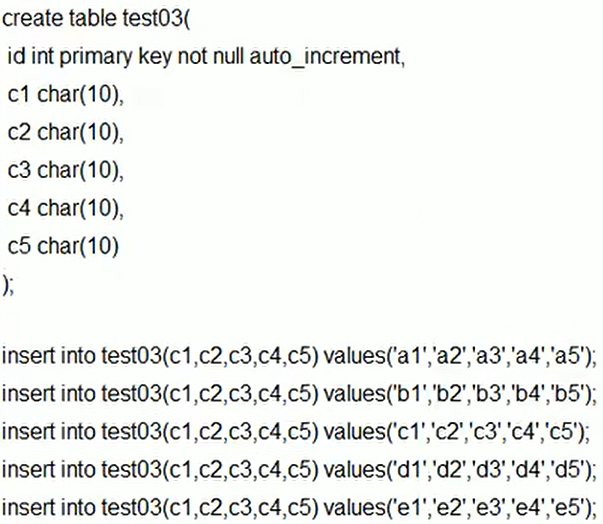 create table test03(
id int primary key not null auto_increment,
c1 char(10),
c2 char(10),
c3 char(10),
c4 char(10),
c5 char(10)
);
insert into test03(c1,c2,c3,c4,c5) values('a1','a2','a3','a4','a5');
insert into test03(c1,c2,c3,c4,c5) values('b1','b2','b3','b4','b5');
insert into test03(c1,c2,c3,c4,c5) values('c1','c2','c3','c4','c5');
insert into test03(c1,c2,c3,c4,c5) values('d1','d2','d3','d4','d5');
insert into test03(c1,c2,c3,c4,c5) values('e1','e2','e3','e4','e5');